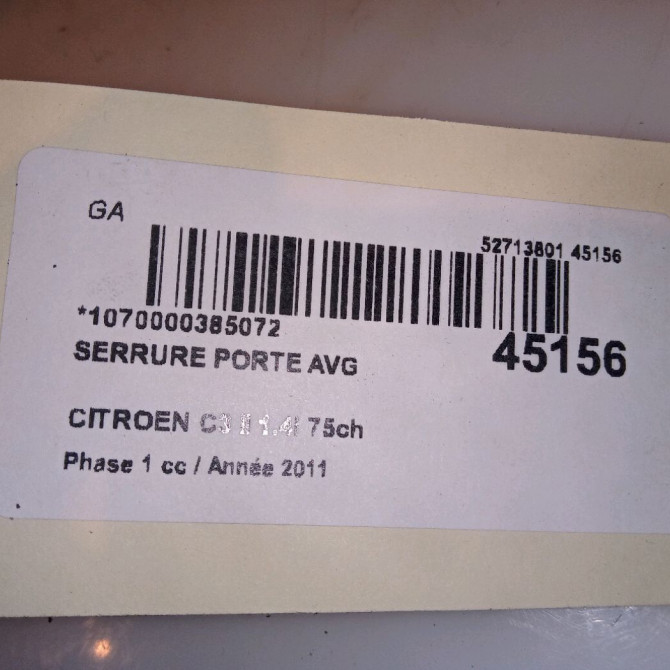 GA
52713801 45156
*1070000385072
45156
SERRURE PORTE AVG
CITROEN C3 II 1.4i 75ch
Phase 1 cc / Année 2011